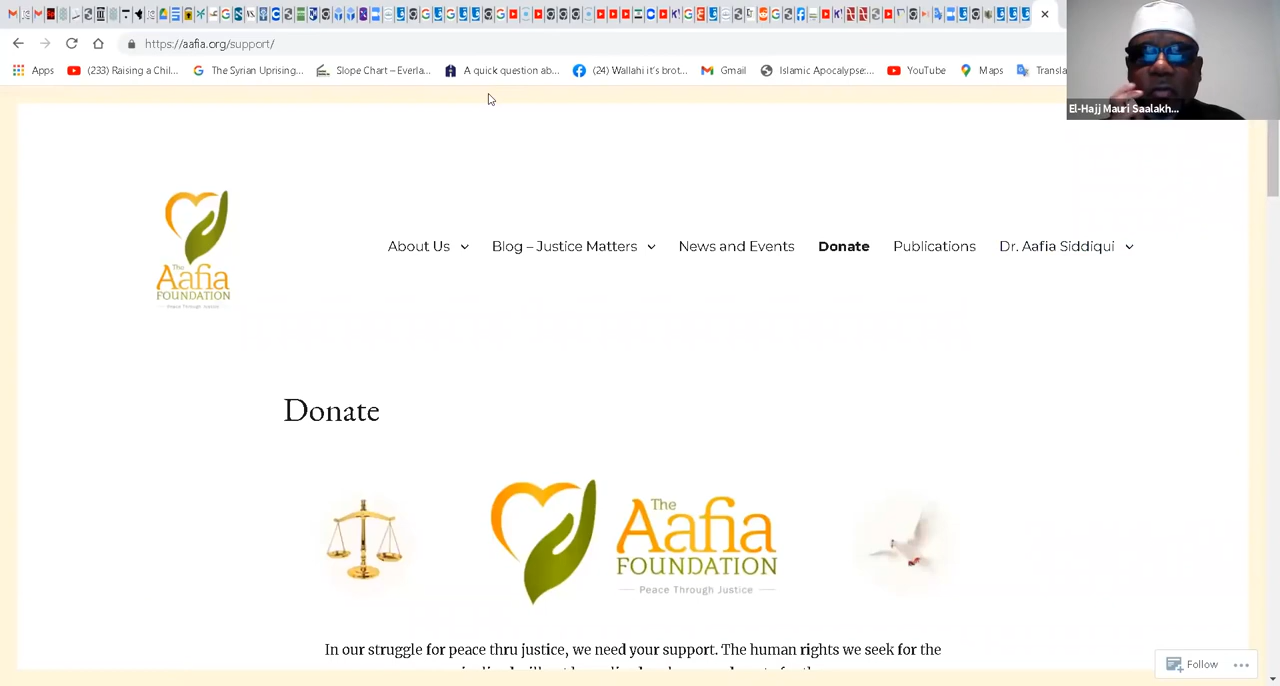 https://aafia.org/support/
Apps
(233) Raising a Chil...
The Syrian Uprising...
Slope Chart – Everla...
A quick question ab...
(24) Wallahi it's brot...
Gmail
Islamic Apocalypse:...
YouTube
Maps
Transla
El-Hajj Mauri Saalakh...
The
Aafia
FOUNDATION
Peace Through Justice
About Us
Blog – Justice Matters
News and Events
Donate
Publications
Dr. Aafia Siddiqui
Donate
The
Aafia
FOUNDATION
Peace Through Justice
In our struggle for peace thru justice, we need your support. The human rights we seek for the
Follow